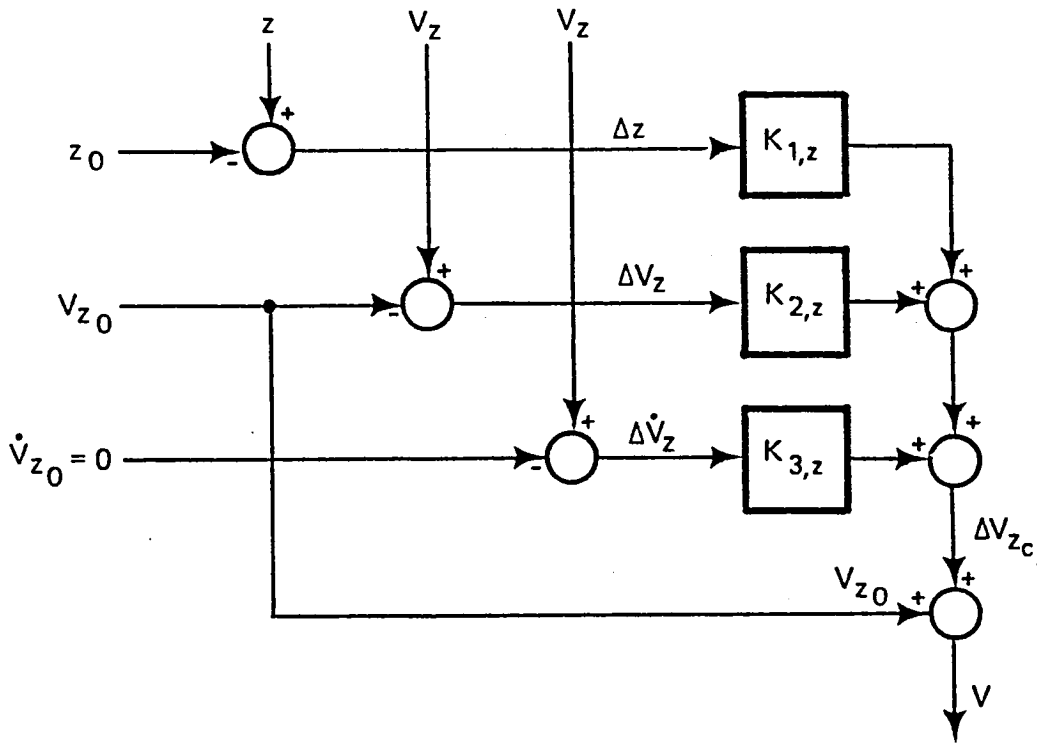 z V_z V_z
+
z_0 - Δz K_{1,z}
+ +
V_{z_0} - ΔV_z K_{2,z} +
+ +
V̇_{z_0} = 0 - ΔV̇_z K_{3,z} +
ΔV_{z_c}
V_{z_0} + +
V